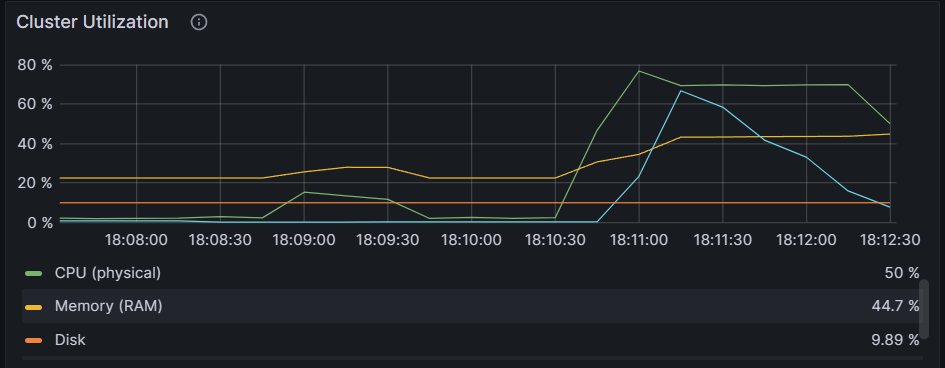 Cluster Utilization
80 %
60 %
40 %
20 %
0 %
18:08:00 18:08:30 18:09:00 18:09:30 18:10:00 18:10:30 18:11:00 18:11:30 18:12:00 18:12:30
CPU (physical) 50 %
Memory (RAM) 44.7 %
Disk 9.89 %